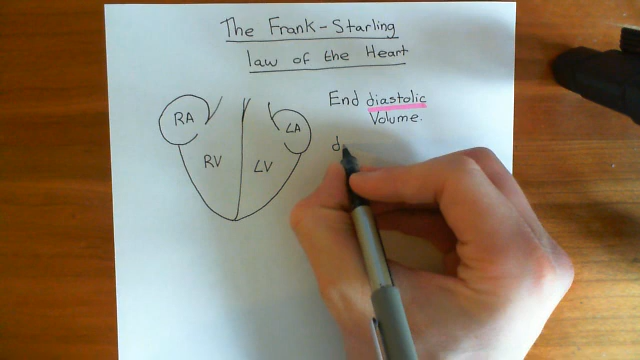 The Frank-Starling
law of the Heart
End diastolic
Volume.
RA
LA
RV
LV
d